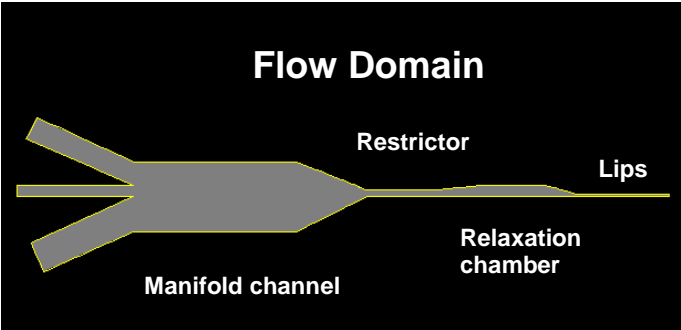 Flow Domain
Restrictor
Lips
Relaxation
chamber
Manifold channel